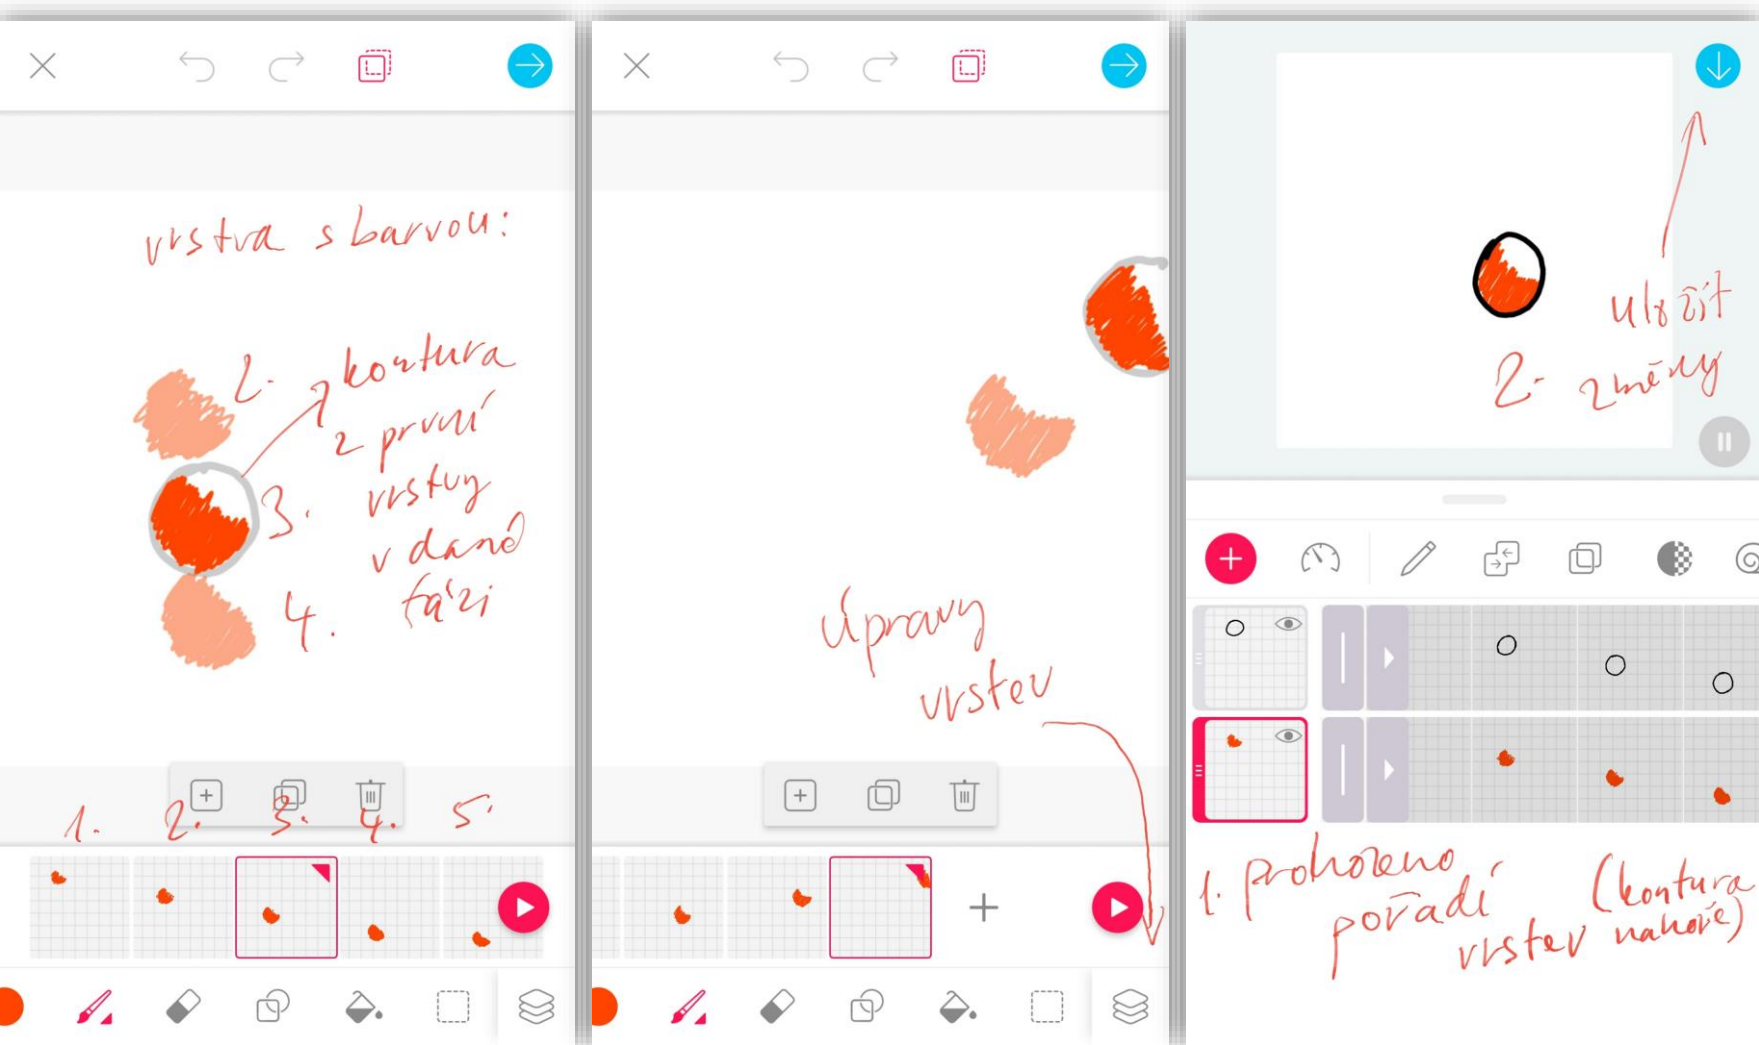 vrstva s barvou:
2.
kontura
z první
3.
vrstvy
v dané
4.
fázi
1. 2. 3. 4. 5.
Úpravy
vrstev
uložit
2. změny
1. prohozeno
pořadí
vrstev
(kontura
nahoře)